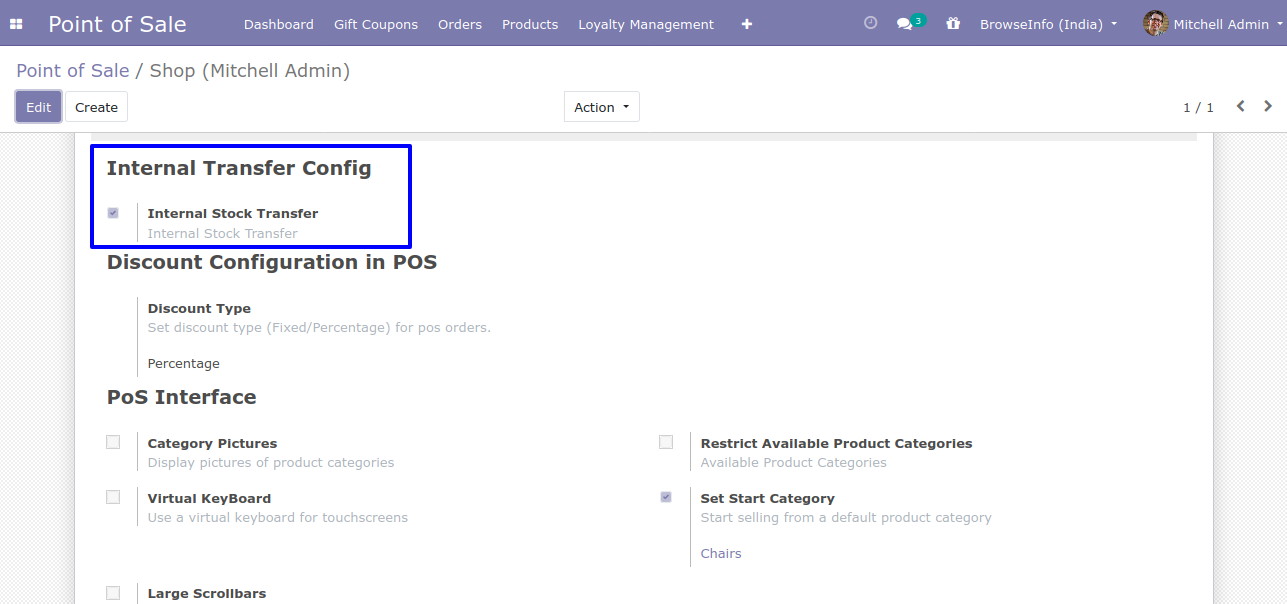 Point of Sale Dashboard Gift Coupons Orders Products Loyalty Management + 3 BrowseInfo (India) Mitchell Admin
Point of Sale / Shop (Mitchell Admin)
Edit Create Action 1 / 1
Internal Transfer Config
Internal Stock Transfer
Internal Stock Transfer
Discount Configuration in POS
Discount Type
Set discount type (Fixed/Percentage) for pos orders.
Percentage
PoS Interface
Category Pictures
Display pictures of product categories
Restrict Available Product Categories
Available Product Categories
Virtual KeyBoard
Use a virtual keyboard for touchscreens
Set Start Category
Start selling from a default product category
Chairs
Large Scrollbars